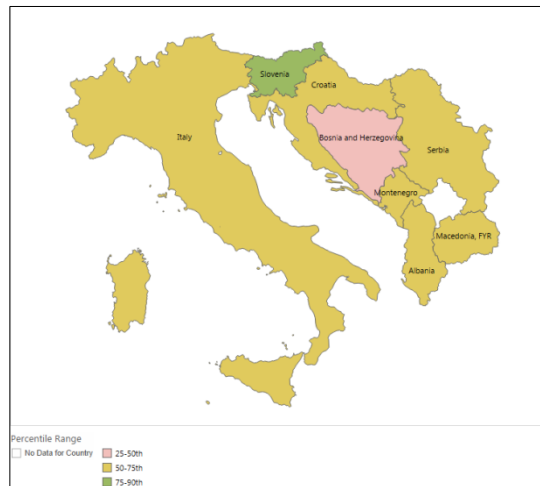 Slovenia
Croatia
Bosnia and Herzegovina
Italy
Serbia
Montenegro
Macedonia, FYR
Albania
Percentile Range
No Data for Country
25-50th
50-75th
75-90th